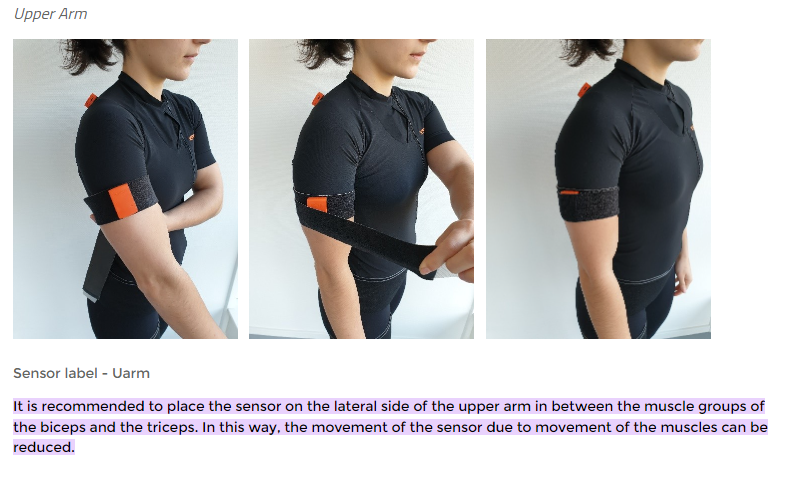 Upper Arm
Sensor label - Uarm
It is recommended to place the sensor on the lateral side of the upper arm in between the muscle groups of
the biceps and the triceps. In this way, the movement of the sensor due to movement of the muscles can be
reduced.